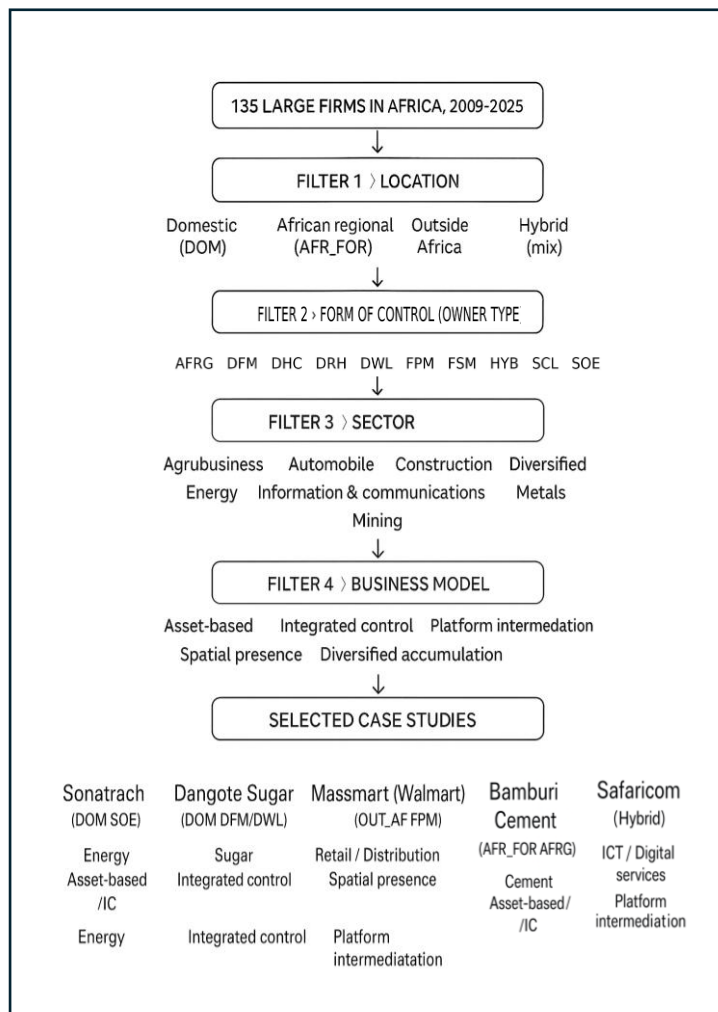 135 LARGE FIRMS IN AFRICA, 2009-2025
↓
FILTER 1 〉LOCATION
Domestic (DOM)
African regional (AFR_FOR)
Outside Africa
Hybrid (mix)
↓
FILTER 2 › FORM OF CONTROL (OWNER TYPE)
AFRG DFM DHC DRH DWL FPM FSM HYB SCL SOE
↓
FILTER 3 〉SECTOR
Agrubusiness Automobile Construction Diversified
Energy Information & communications Metals
Mining
↓
FILTER 4 〉BUSINESS MODEL
Asset-based Integrated control Platform intermedation
Spatial presence Diversified accumulation
↓
SELECTED CASE STUDIES
Sonatrach
(DOM SOE)
Energy
Asset-based
/IC
Energy
Dangote Sugar
(DOM DFM/DWL)
Sugar
Integrated control
Integrated control
Massmart (Walmart)
(OUT_AF FPM)
Retail / Distribution
Spatial presence
Platform
intermediatation
Bamburi
Cement
(AFR_FOR AFRG)
Cement
Asset-based/
/IC
Safaricom
(Hybrid)
ICT / Digital
services
Platform
intermediation